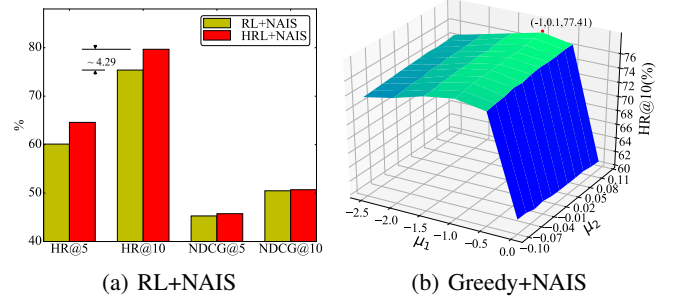 RL+NAIS
HRL+NAIS
~4.29
%
80
70
60
50
40
HR@5
HR@10
NDCG@5
NDCG@10
(a) RL+NAIS
(-1,0.1,77.41)
HR@10(%)
76
74
72
70
68
66
64
62
60
-2.5
-2.0
-1.5
-1.0
-0.5
0.0
μ1
-0.10
-0.07
-0.04
-0.01
0.02
0.05
0.08
0.11
μ2
(b) Greedy+NAIS